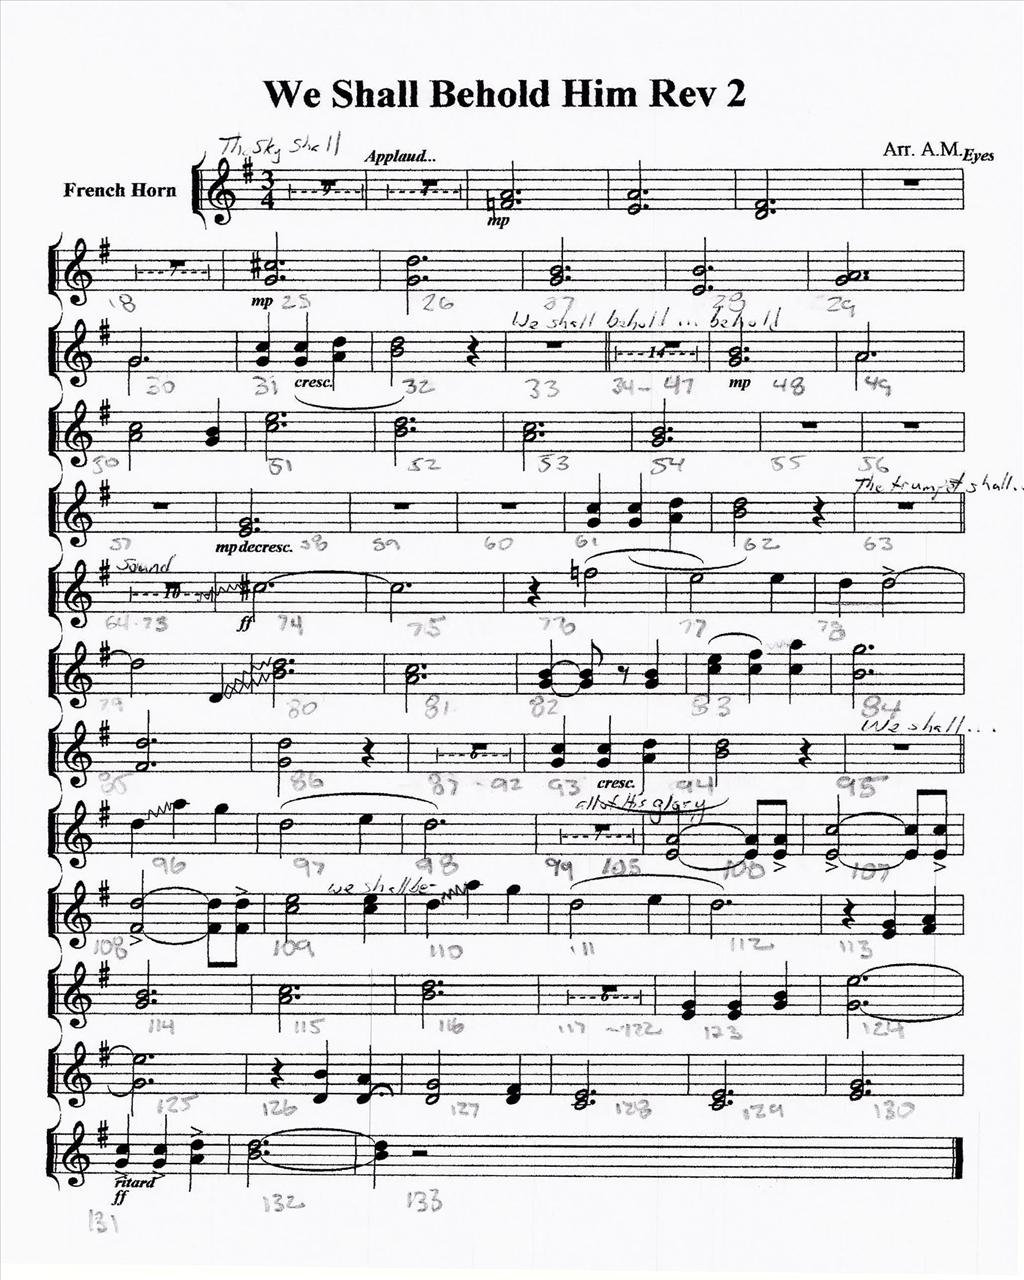 We Shall Behold Him Rev 2
The sky shall
Applaud...
Arr. A.M.
Eyes
French Horn
3
4
9
7
mp
7
mp
18 25 26 27 28 29
We shall behold ... behold
14
cresc.
mp
30 31 32 33 34- 47 48 49
50 51 52 53 54 55 56
The trumpet shall...
mp decresc.
57 58 59 60 61 62 63
Sound
10
ff
64-73 74 75 76 77 78
79 80 81 82 83 84
We shall...
6
cresc.
85 86 87-92 93 94 95
all of His glory
7
96 97 98 99 105 106 107
we shall be-
108 109 110 111 112 113
6
114 115 116 117 -122 123 124
125 126 127 128 129 130
ritard
ff
131 132 133